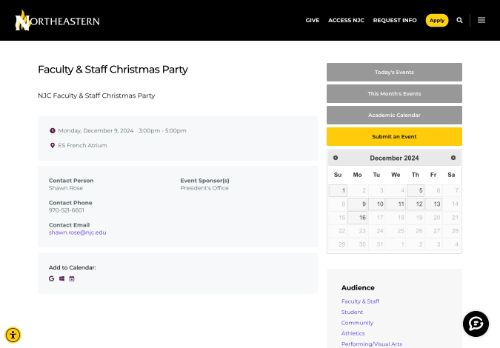 NORTHEASTERN
GIVE ACCESS NJC REQUEST INFO Apply
Faculty & Staff Christmas Party
NJC Faculty & Staff Christmas Party
Monday, December 9, 2024 - 3:00pm - 5:00pm
ES French Atrium
Contact Person
Shawn Rose
Event Sponsor(s)
President's Office
Contact Phone
970-521-6601
Contact Email
shawn.rose@njc.edu
Add to Calendar:
Today's Events
This Month's Events
Academic Calendar
Submit an Event
December 2024
Su Mo Tu We Th Fr Sa
1 2 3 4 5 6 7
8 9 10 11 12 13 14
15 16 17 18 19 20 21
22 23 24 25 26 27 28
29 30 31 1 2 3 4
Audience
Faculty & Staff
Student
Community
Athletics
Performing/Visual Arts